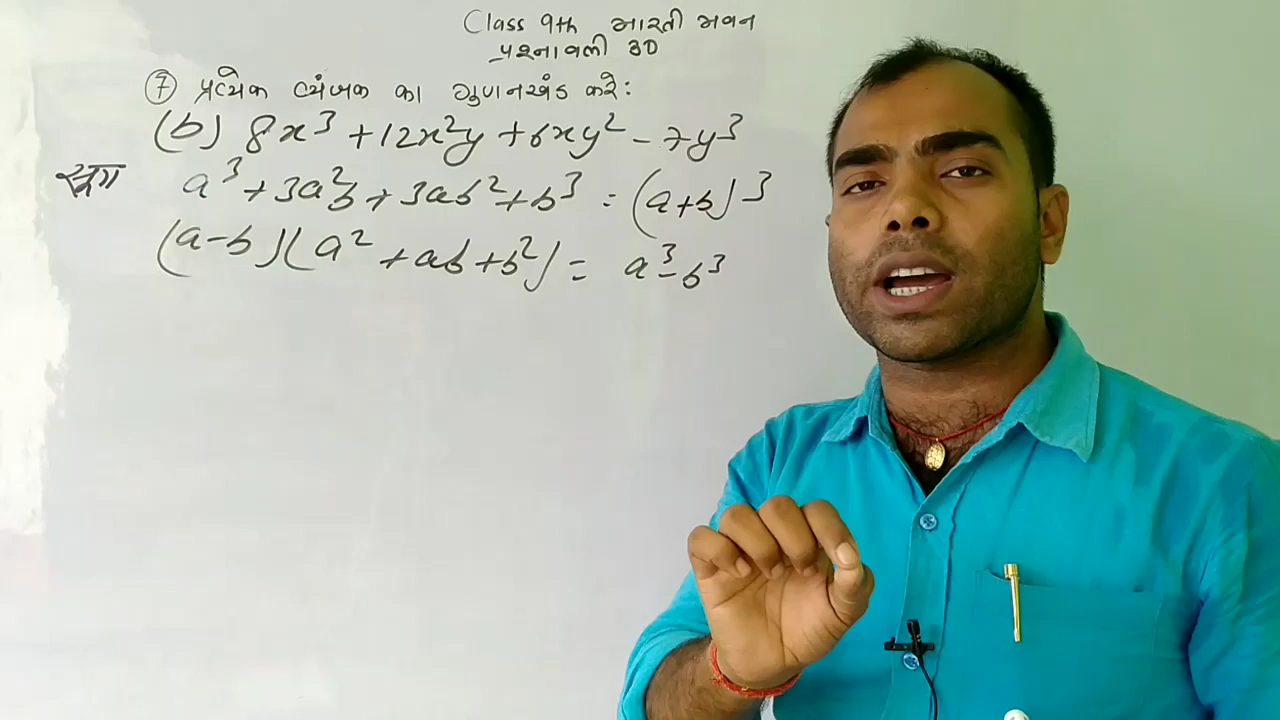 Class 9th भारती भवन
प्रश्नावली 3D
⑦ प्रत्येक व्यंजक का गुणनखंड करें:
(b) 8x³ + 12x²y + 6xy² - 7y³
सूत्र a³ + 3a²b + 3ab² + b³ = (a+b)³
(a-b)(a² + ab + b²) = a³-b³